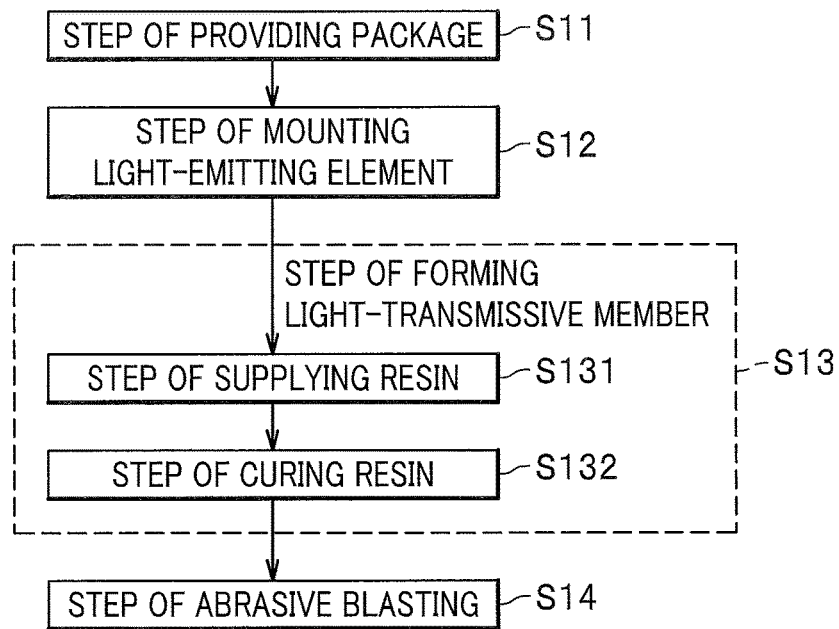 STEP OF PROVIDING PACKAGE S11
STEP OF MOUNTING
LIGHT-EMITTING ELEMENT S12
STEP OF FORMING
LIGHT-TRANSMISSIVE MEMBER
S13
STEP OF SUPPLYING RESIN S131
STEP OF CURING RESIN S132
STEP OF ABRASIVE BLASTING S14